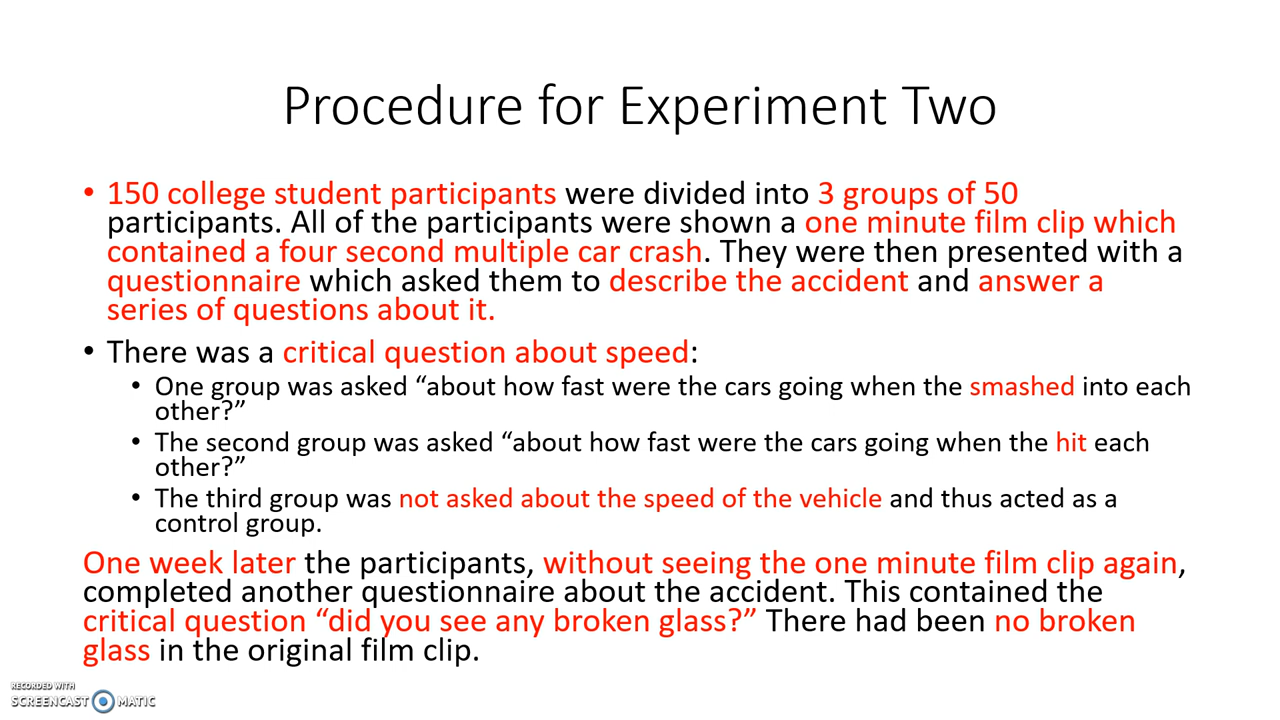 Procedure for Experiment Two
• 150 college student participants were divided into 3 groups of 50
participants. All of the participants were shown a one minute film clip which
contained a four second multiple car crash. They were then presented with a
questionnaire which asked them to describe the accident and answer a
series of questions about it.
• There was a critical question about speed:
• One group was asked “about how fast were the cars going when the smashed into each
other?”
• The second group was asked “about how fast were the cars going when the hit each
other?”
• The third group was not asked about the speed of the vehicle and thus acted as a
control group.
One week later the participants, without seeing the one minute film clip again,
completed another questionnaire about the accident. This contained the
critical question “did you see any broken glass?” There had been no broken
glass in the original film clip.
RECORDED WITH
SCREENCAST MATIC